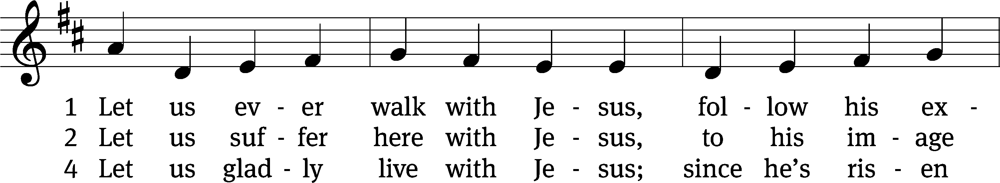 1 Let us ev - er walk with Je - sus, fol - low his ex -
2 Let us suf - fer here with Je - sus, to his im - age
4 Let us glad - ly live with Je - sus; since he’s ris - en